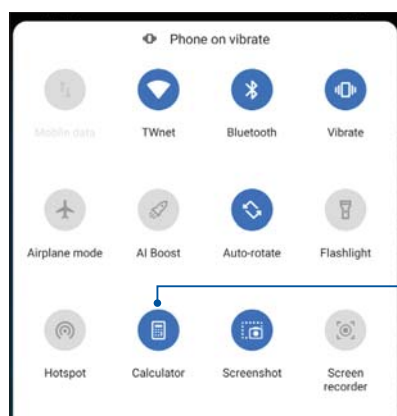 Phone on vibrate
Mobile data TWnet Bluetooth Vibrate
Airplane mode AI Boost Auto-rotate Flashlight
Hotspot Calculator Screenshot Screen
recorder